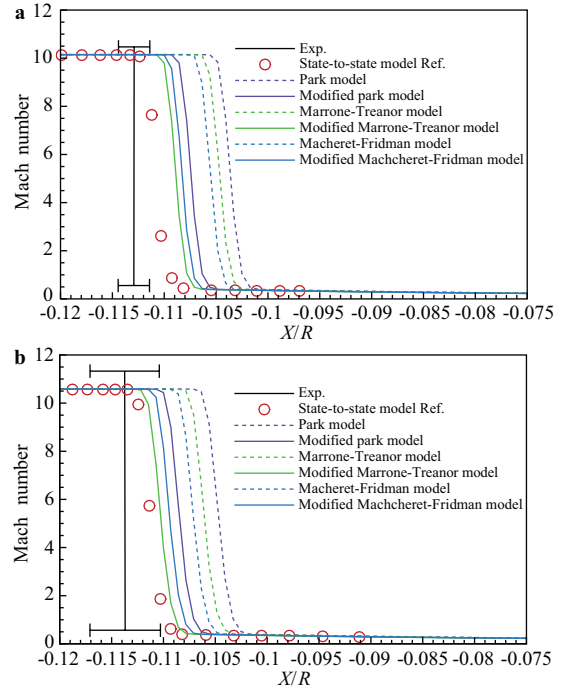 a
12
10
8
6
4
2
0
Mach number
Exp.
State-to-state model Ref.
Park model
Modified park model
Marrone-Treanor model
Modified Marrone-Treanor model
Macheret-Fridman model
Modified Machcheret-Fridman model
-0.12 -0.115 -0.11 -0.105 -0.1 -0.095 -0.09 -0.085 -0.08 -0.075
X/R
b
12
10
8
6
4
2
0
Mach number
Exp.
State-to-state model Ref.
Park model
Modified park model
Marrone-Treanor model
Modified Marrone-Treanor model
Macheret-Fridman model
Modified Machcheret-Fridman model
-0.12 -0.115 -0.11 -0.105 -0.1 -0.095 -0.09 -0.085 -0.08 -0.075
X/R